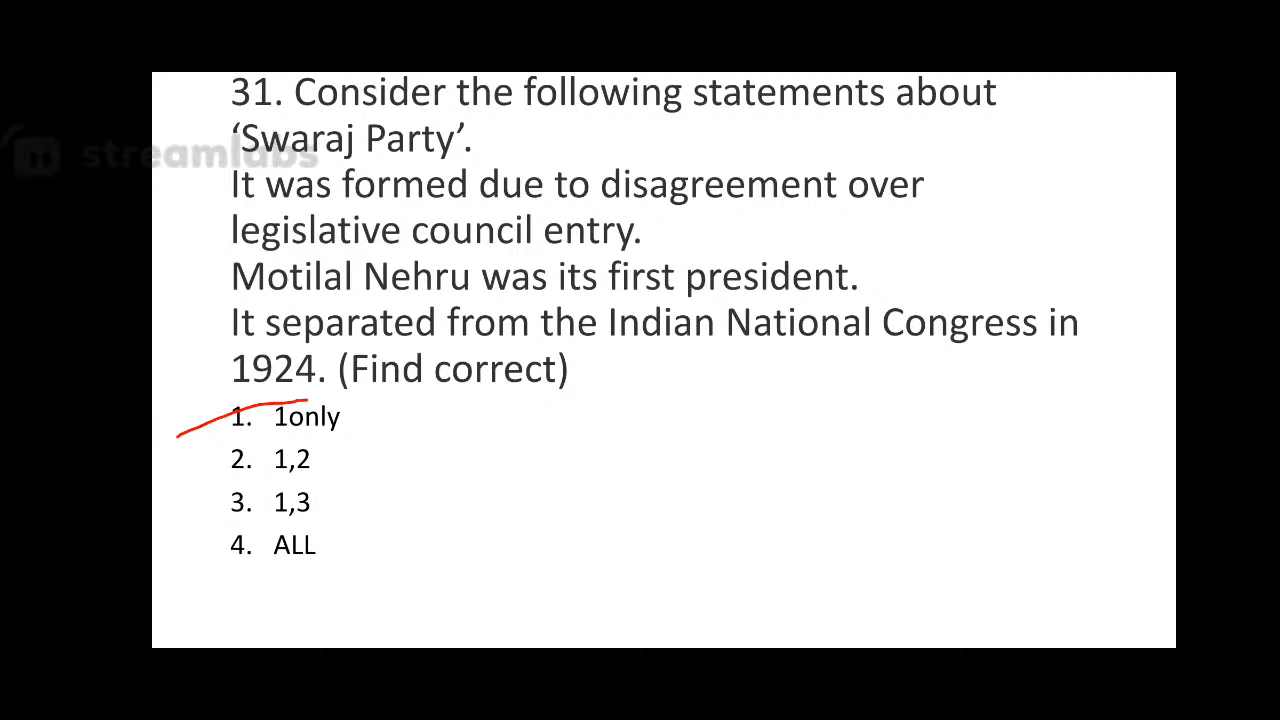 31. Consider the following statements about
‘Swaraj Party’.
streamlabs
It was formed due to disagreement over
legislative council entry.
Motilal Nehru was its first president.
It separated from the Indian National Congress in
1924. (Find correct)
1. 1only
2. 1,2
3. 1,3
4. ALL